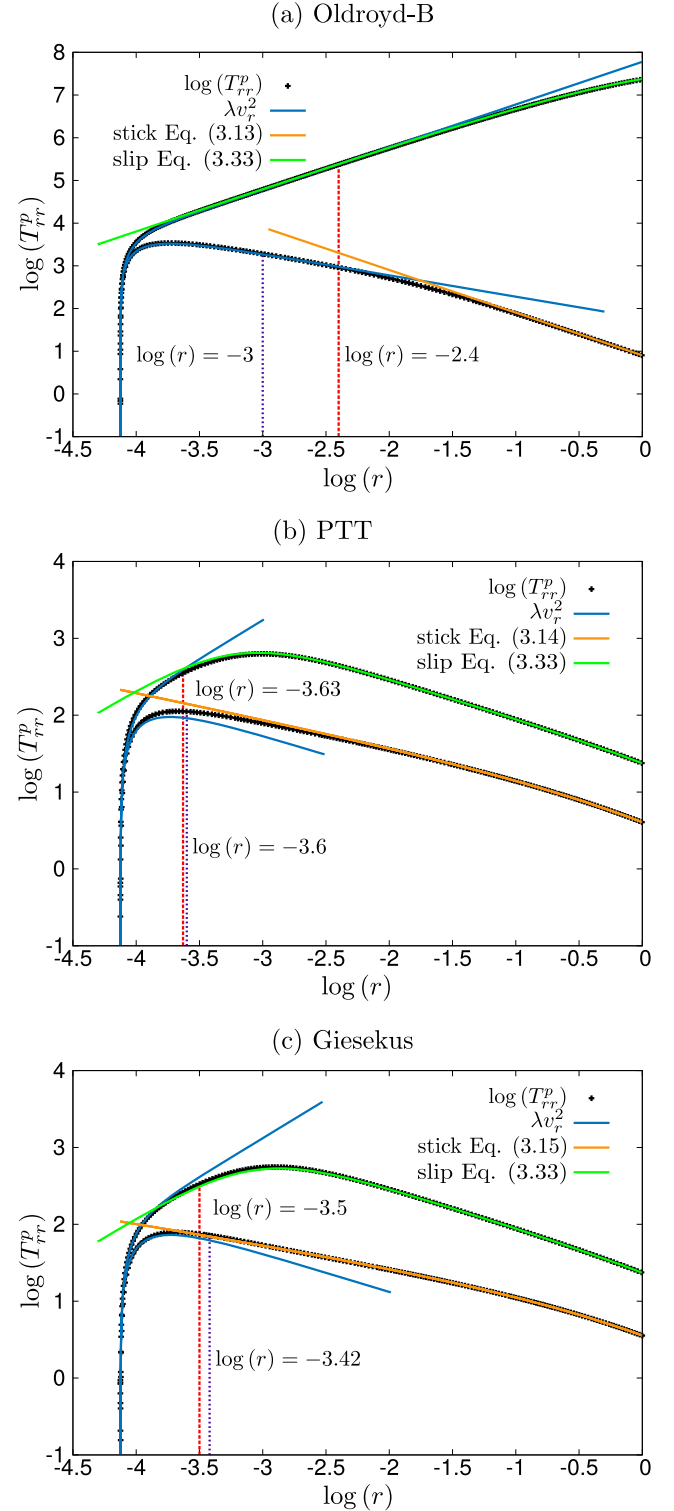 (a) Oldroyd-B
log (T^p_rr)
8
7
6
5
4
3
2
1
0
-1
log (T^p_rr)
λv_r^2
stick Eq. (3.13)
slip Eq. (3.33)
log (r) = −3
log (r) = −2.4
-4.5 -4 -3.5 -3 -2.5 -2 -1.5 -1 -0.5 0
log (r)
(b) PTT
log (T^p_rr)
4
3
2
1
0
-1
log (T^p_rr)
λv_r^2
stick Eq. (3.14)
slip Eq. (3.33)
log (r) = −3.63
log (r) = −3.6
-4.5 -4 -3.5 -3 -2.5 -2 -1.5 -1 -0.5 0
log (r)
(c) Giesekus
log (T^p_rr)
4
3
2
1
0
-1
log (T^p_rr)
λv_r^2
stick Eq. (3.15)
slip Eq. (3.33)
log (r) = −3.5
log (r) = −3.42
-4.5 -4 -3.5 -3 -2.5 -2 -1.5 -1 -0.5 0
log (r)